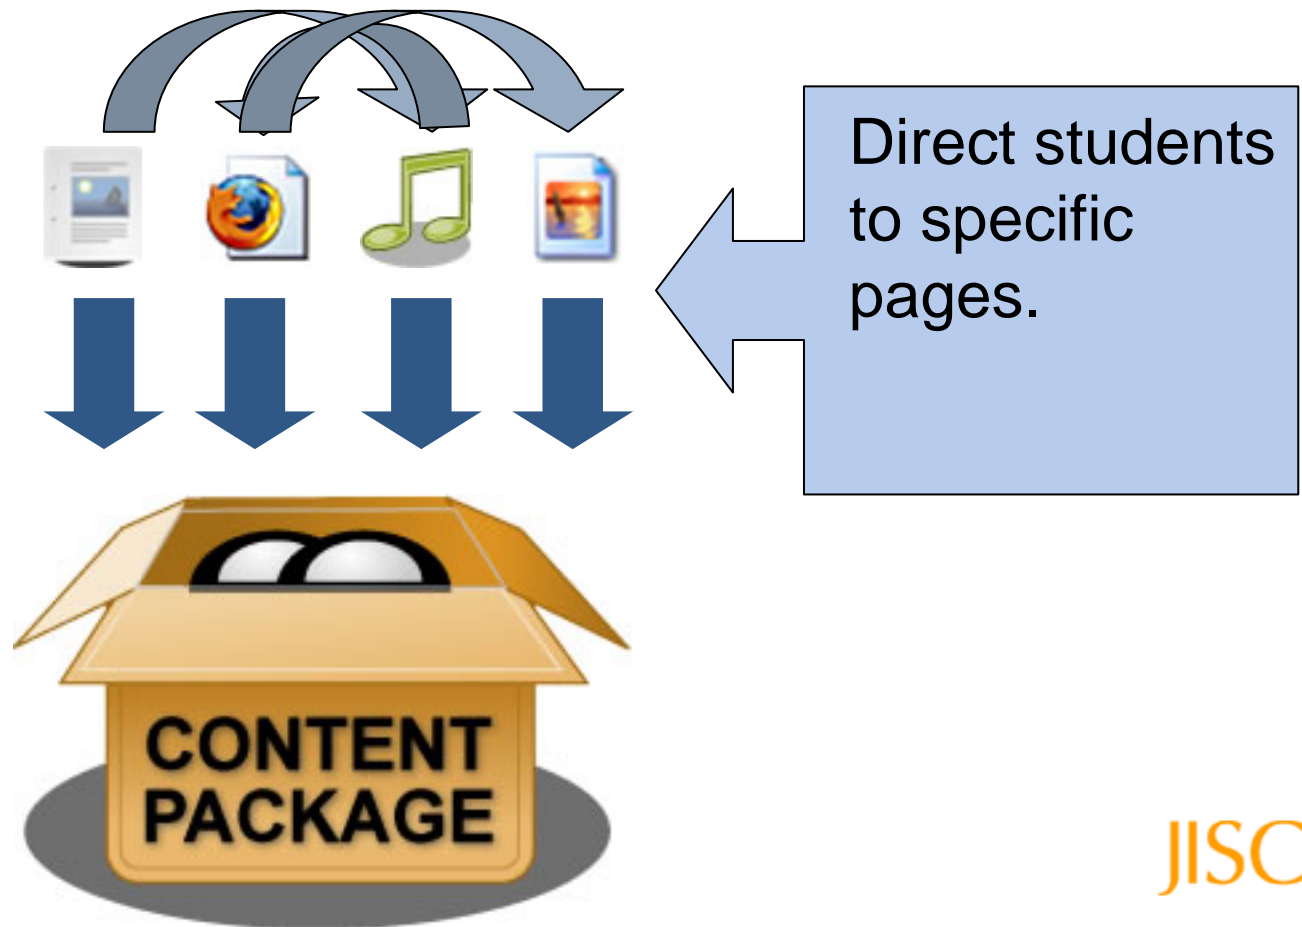 Direct students
to specific
pages.
CONTENT
PACKAGE
JISC